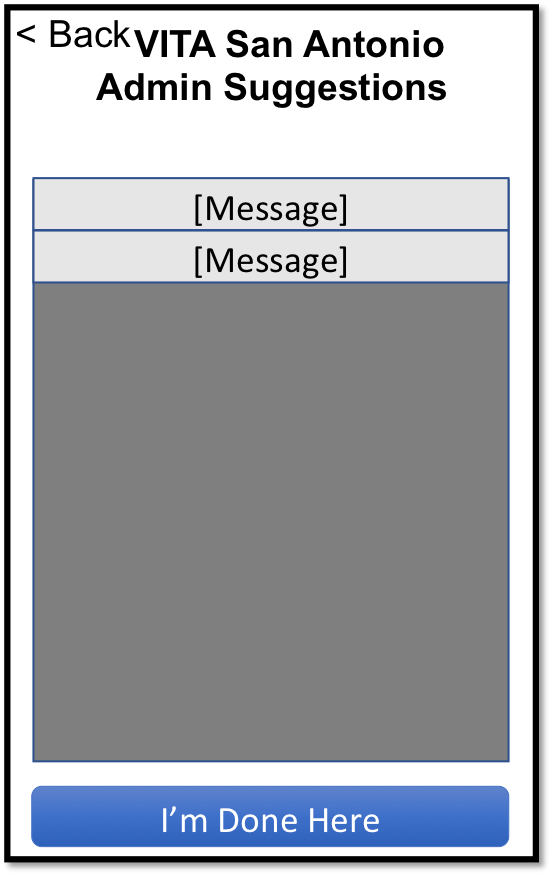 < Back
VITA San Antonio
Admin Suggestions
[Message]
[Message]
I’m Done Here